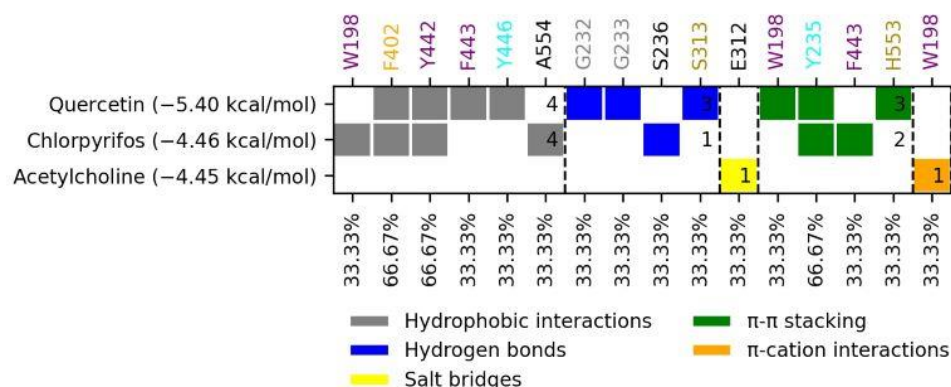 W198 F402 Y442 F443 Y446 A554 G232 G233 S236 S313 E312 W198 Y235 F443 H553 W198
Quercetin (−5.40 kcal/mol) 4 3 3
Chlorpyrifos (−4.46 kcal/mol) 4 1 2
Acetylcholine (−4.45 kcal/mol) 1 1
33.33% 66.67% 66.67% 33.33% 33.33% 33.33% 33.33% 33.33% 33.33% 33.33% 33.33% 33.33% 66.67% 33.33% 33.33% 33.33%
Hydrophobic interactions π-π stacking
Hydrogen bonds π-cation interactions
Salt bridges